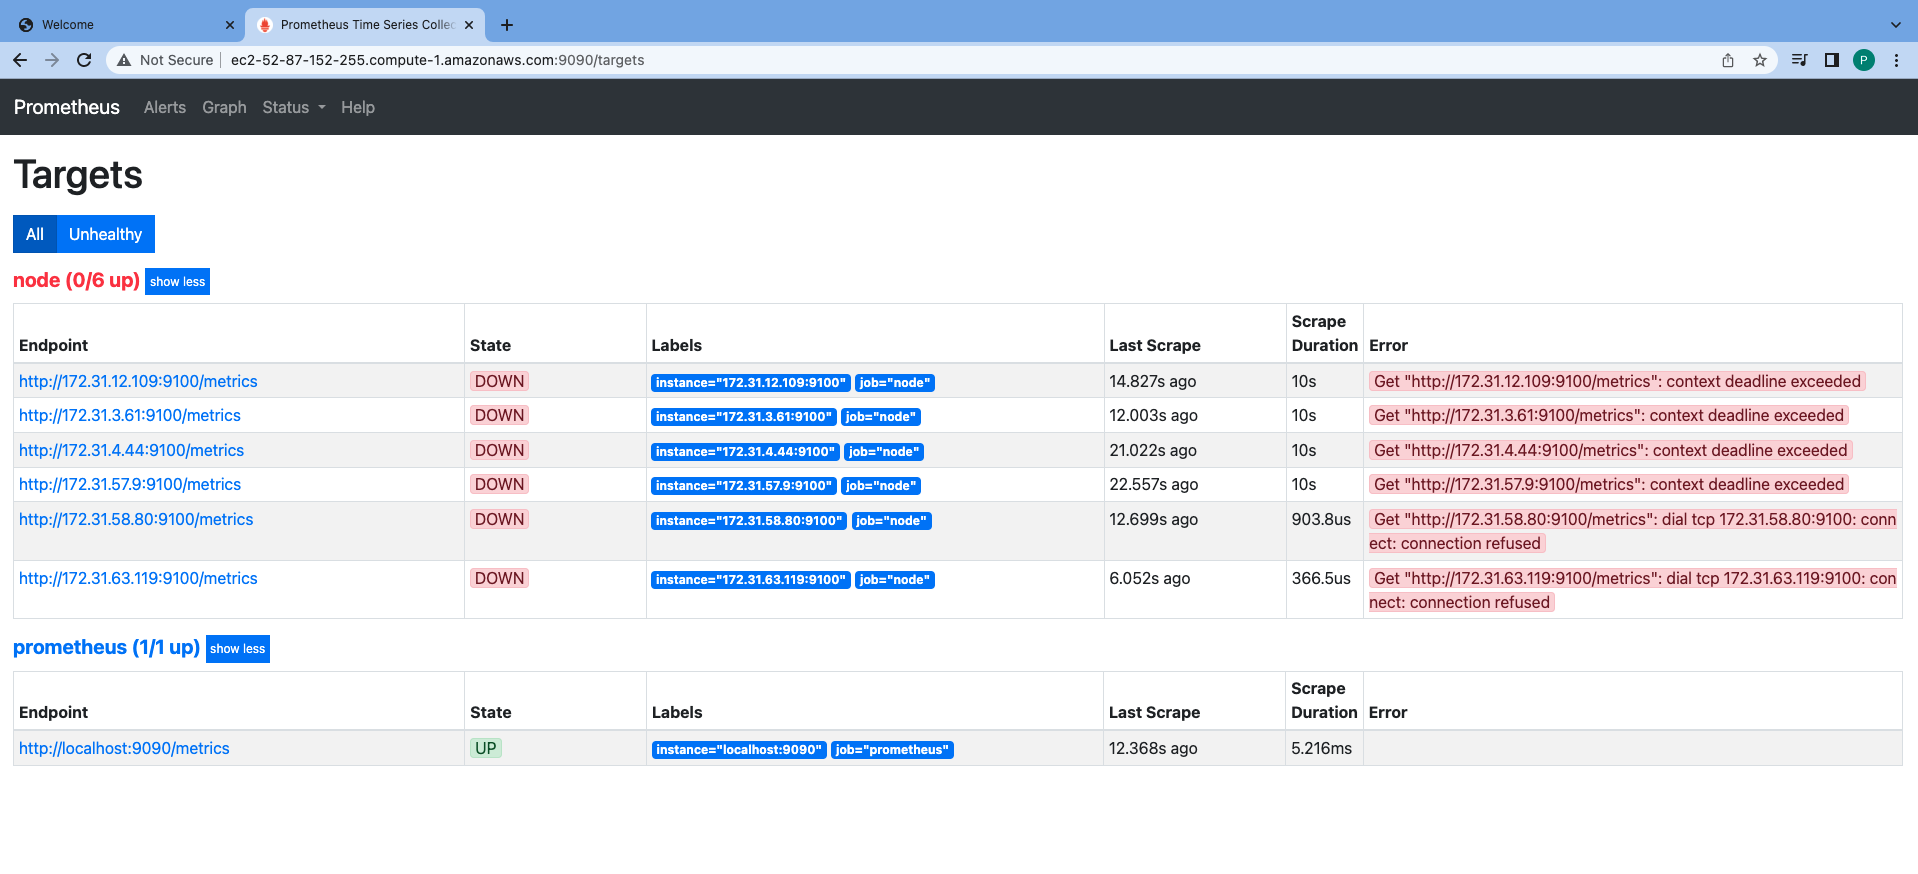 Welcome
Prometheus Time Series Collec
Not Secure
ec2-52-87-152-255.compute-1.amazonaws.com:9090/targets
P
Prometheus Alerts Graph Status Help
Targets
All Unhealthy
node (0/6 up) show less
Endpoint State Labels Last Scrape Scrape Duration Error
http://172.31.12.109:9100/metrics DOWN instance="172.31.12.109:9100" job="node" 14.827s ago 10s Get "http://172.31.12.109:9100/metrics": context deadline exceeded
http://172.31.3.61:9100/metrics DOWN instance="172.31.3.61:9100" job="node" 12.003s ago 10s Get "http://172.31.3.61:9100/metrics": context deadline exceeded
http://172.31.4.44:9100/metrics DOWN instance="172.31.4.44:9100" job="node" 21.022s ago 10s Get "http://172.31.4.44:9100/metrics": context deadline exceeded
http://172.31.57.9:9100/metrics DOWN instance="172.31.57.9:9100" job="node" 22.557s ago 10s Get "http://172.31.57.9:9100/metrics": context deadline exceeded
http://172.31.58.80:9100/metrics DOWN instance="172.31.58.80:9100" job="node" 12.699s ago 903.8us Get "http://172.31.58.80:9100/metrics": dial tcp 172.31.58.80:9100: conn
ect: connection refused
http://172.31.63.119:9100/metrics DOWN instance="172.31.63.119:9100" job="node" 6.052s ago 366.5us Get "http://172.31.63.119:9100/metrics": dial tcp 172.31.63.119:9100: con
nect: connection refused
prometheus (1/1 up) show less
Endpoint State Labels Last Scrape Scrape Duration Error
http://localhost:9090/metrics UP instance="localhost:9090" job="prometheus" 12.368s ago 5.216ms